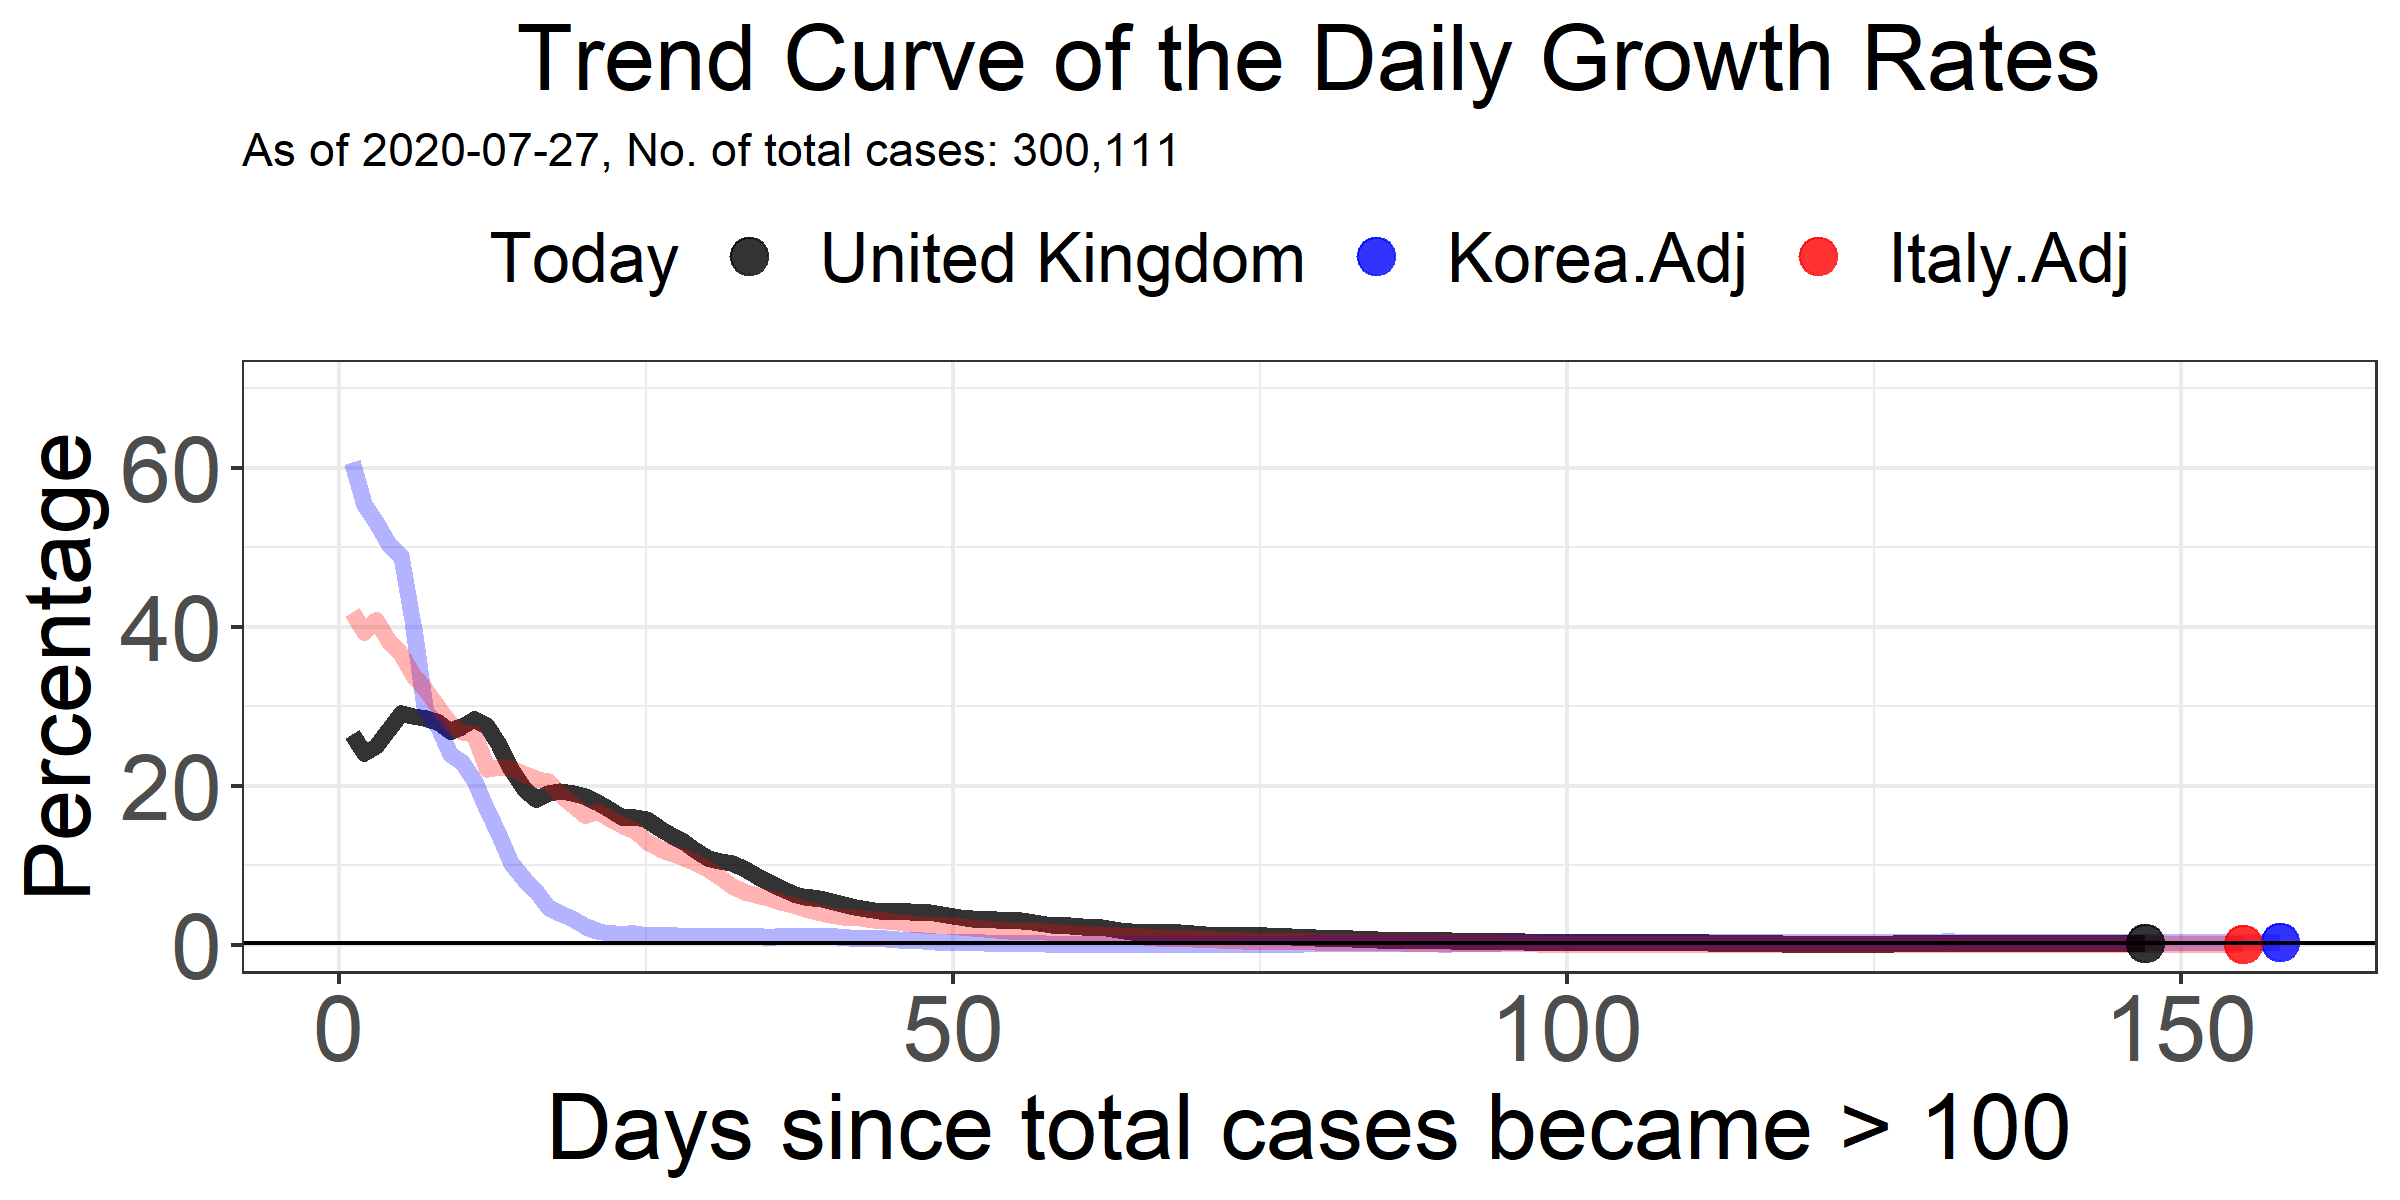 Trend Curve of the Daily Growth Rates
As of 2020-07-27, No. of total cases: 300,111
Today United Kingdom Korea.Adj Italy.Adj
Percentage
60
40
20
0
0 50 100 150
Days since total cases became > 100